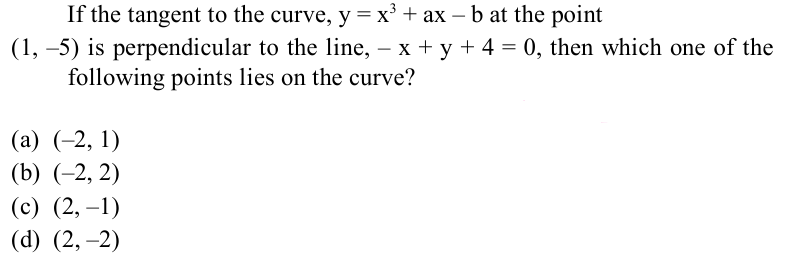 If the tangent to the curve, y = x³ + ax – b at the point
(1, –5) is perpendicular to the line, – x + y + 4 = 0, then which one of the
following points lies on the curve?
(a) (–2, 1)
(b) (–2, 2)
(c) (2, –1)
(d) (2, –2)